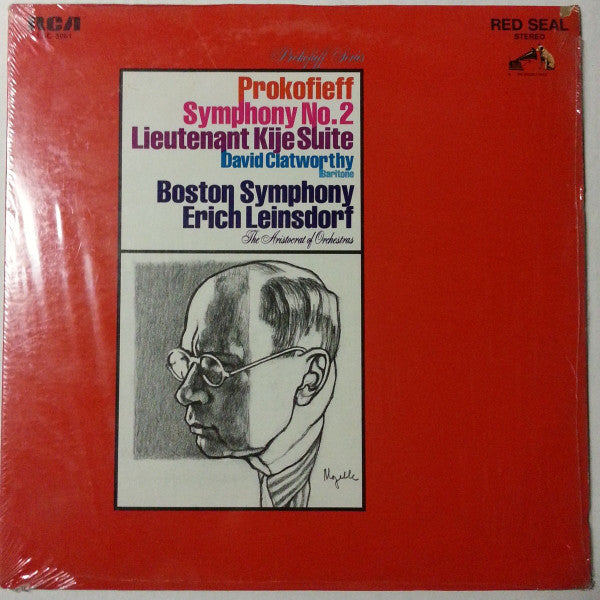 RCA
RED SEAL
STEREO
Prokofieff Series
Prokofieff
Symphony No.2
Lieutenant Kije Suite
David Clatworthy
Baritone
Boston Symphony
Erich Leinsdorf
The Aristocrat of Orchestras